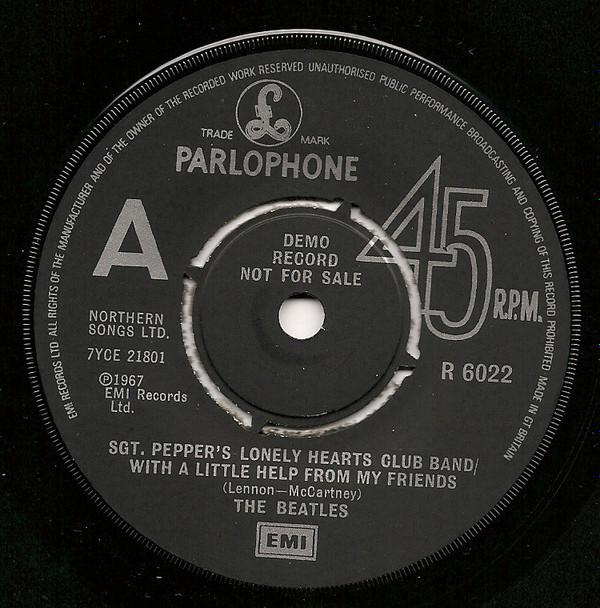 EMI RECORDS LTD ALL RIGHTS OF THE MANUFACTURER AND OF THE OWNER OF THE RECORDED WORK RESERVED UNAUTHORISED PUBLIC PERFORMANCE BROADCASTING AND COPYING OF THIS RECORD PROHIBITED MADE IN GT BRITAIN
£
TRADE MARK
PARLOPHONE
A
45
R.P.M.
DEMO
RECORD
NOT FOR SALE
NORTHERN
SONGS LTD.
7YCE 21801
℗1967
EMI Records
Ltd.
R 6022
SGT. PEPPER'S LONELY HEARTS CLUB BAND/
WITH A LITTLE HELP FROM MY FRIENDS
(Lennon—McCartney)
THE BEATLES
EMI